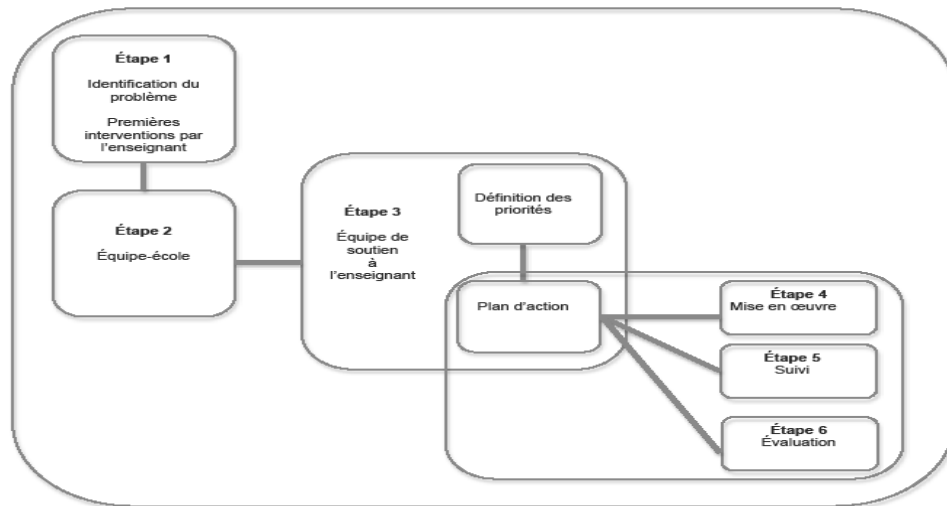 Étape 1
Identification du
problème
Premières
interventions par
l'enseignant
Étape 2
Équipe-école
Étape 3
Équipe de
soutien
à
l'enseignant
Définition des
priorités
Plan d'action
Étape 4
Mise en œuvre
Étape 5
Suivi
Étape 6
Évaluation